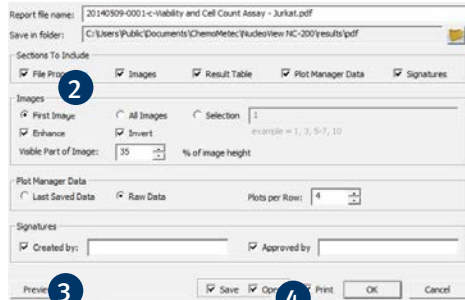 Report file name: 20140509-0001-c-Viability and Cell Count Assay - Jurkat.pdf
Save in folder: C:\Users\Public\Documents\ChemoMetec\NucleoView NC-200\results\pdf
Sections To Include
File Prop Images Result Table Plot Manager Data Signatures
2
Images
First Image All Images Selection 1
Enhance Invert example = 1, 3, 5-7, 10
Visible Part of Image: 35 % of image height
Plot Manager Data
Last Saved Data Raw Data Plots per Row: 4
Signatures
Created by: Approved by
Preview 3 Save Open 4 Print OK Cancel